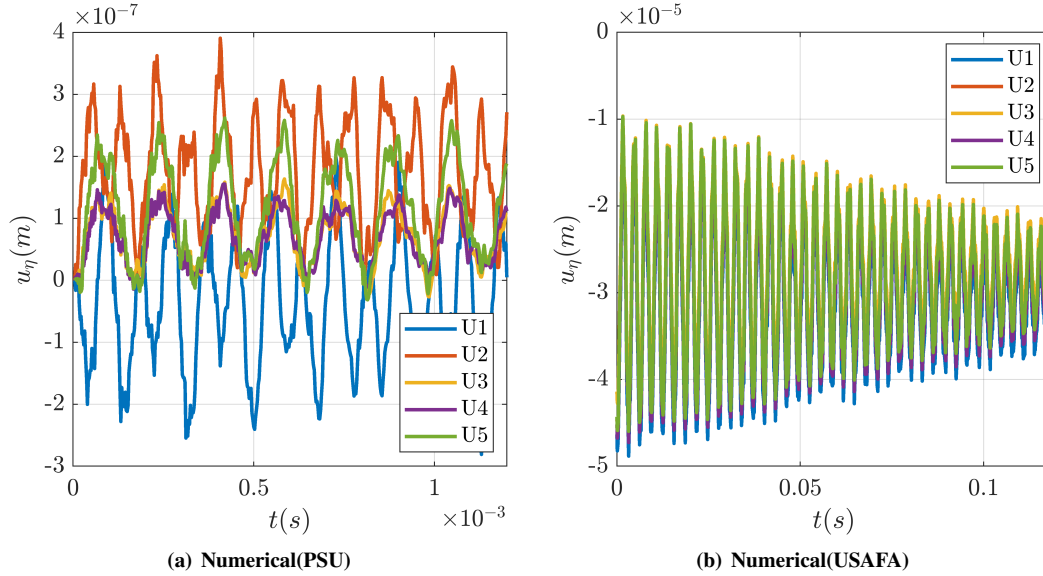 ×10⁻⁷
4
3
2
1
0
-1
-2
-3
u_η(m)
0
0.5
1
×10⁻³
t(s)
U1
U2
U3
U4
U5
(a) Numerical(PSU)
×10⁻⁵
0
-1
-2
-3
-4
-5
u_η(m)
0
0.05
0.1
t(s)
U1
U2
U3
U4
U5
(b) Numerical(USAFA)